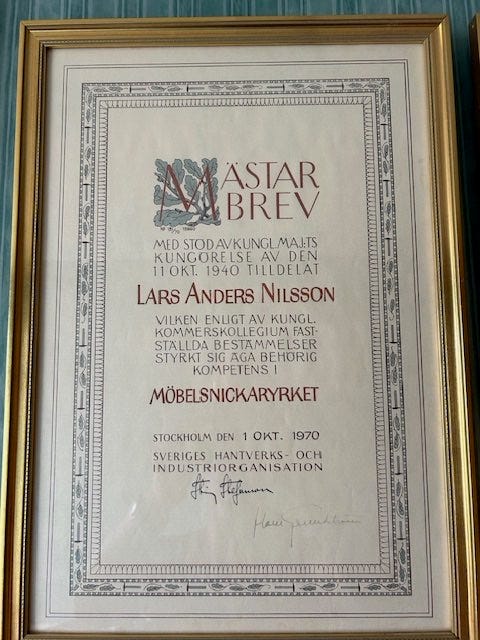 MÄSTAR
BREV
MED STÖD AV KUNGL. MAJ:TS
KUNGÖRELSE AV DEN
11 OKT. 1940 TILLDELAT
LARS ANDERS NILSSON
VILKEN ENLIGT AV KUNGL.
KOMMERSKOLLEGIUM FAST-
STÄLLDA BESTÄMMELSER
STYRKT SIG ÄGA BEHÖRIG
KOMPETENS I
MÖBELSNICKARYRKET
STOCKHOLM DEN 1 OKT. 1970
SVERIGES HANTVERKS- OCH
INDUSTRIORGANISATION
Stig Stefanson